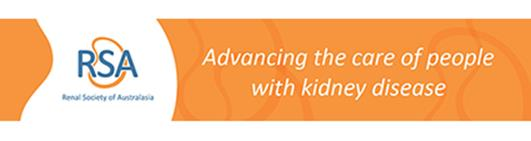 RSA
Renal Society of Australasia
Advancing the care of people
with kidney disease